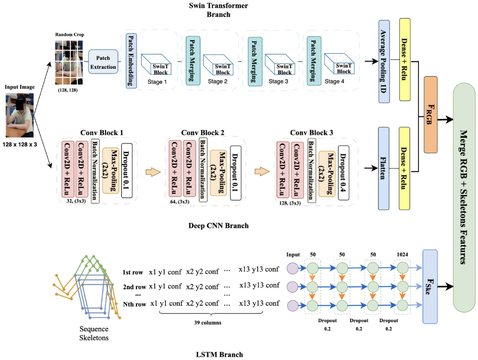 Swin Transformer
Branch
Random Crop
(128, 128)
Patch
Extraction
Patch Embedding
SwinT
Block
Stage 1
Patch Merging
SwinT
Block
Stage 2
Patch Merging
SwinT
Block
Stage 3
Patch Merging
SwinT
Block
Stage 4
Average Pooling 1D
Dense + Relu
Input Image
128 x 128 x 3
Conv Block 1
Conv2D + ReLu
Conv2D + ReLu
Batch Normalization
Max-Pooling
(2x2)
Dropout 0.1
32, (3x3)
Conv Block 2
Conv2D + ReLu
Conv2D + ReLu
Batch Normalization
Max-Pooling
(2x2)
Dropout 0.1
64, (3x3)
Conv Block 3
Conv2D + ReLu
Conv2D + ReLu
Batch Normalization
Max-Pooling
(2x2)
Dropout 0.4
128, (3x3)
Flatten
Dense + Relu
FRGB
Merge RGB + Skeletons Features
Deep CNN Branch
Sequence
Skeletons
1st row x1 y1 conf x2 y2 conf ... x13 y13 conf
2nd row x1 y1 conf x2 y2 conf ... x13 y13 conf
...
Nth row x1 y1 conf x2 y2 conf ... x13 y13 conf
39 columns
Input 50 50 50 1024
Dropout
0.2
Dropout
0.2
Dropout
0.2
FSke
LSTM Branch